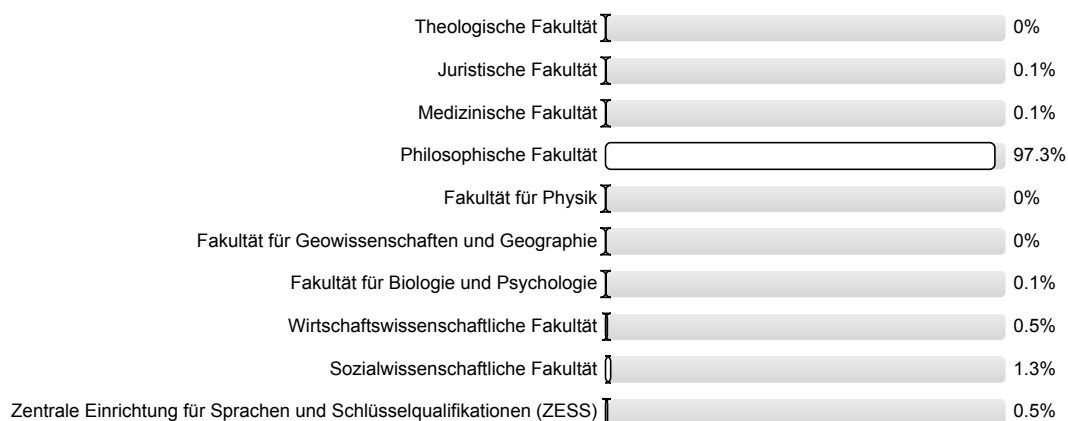 Theologische Fakultät 0%
Juristische Fakultät 0.1%
Medizinische Fakultät 0.1%
Philosophische Fakultät 97.3%
Fakultät für Physik 0%
Fakultät für Geowissenschaften und Geographie 0%
Fakultät für Biologie und Psychologie 0.1%
Wirtschaftswissenschaftliche Fakultät 0.5%
Sozialwissenschaftliche Fakultät 1.3%
Zentrale Einrichtung für Sprachen und Schlüsselqualifikationen (ZESS) 0.5%